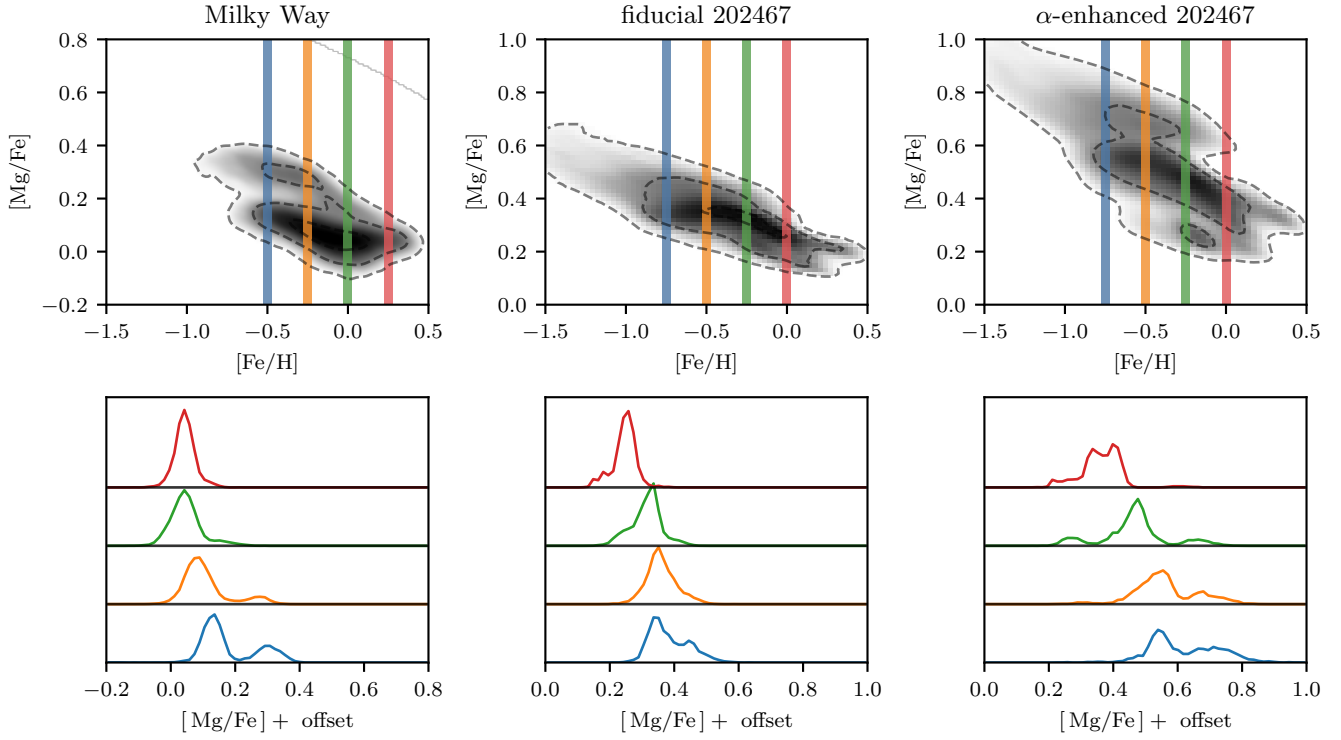 Milky Way
fiducial 202467
α-enhanced 202467
0.8
0.6
0.4
0.2
0.0
−0.2
[Mg/Fe]
−1.5 −1.0 −0.5 0.0 0.5
[Fe/H]
1.0
0.8
0.6
0.4
0.2
0.0
[Mg/Fe]
−1.5 −1.0 −0.5 0.0 0.5
[Fe/H]
1.0
0.8
0.6
0.4
0.2
0.0
[Mg/Fe]
−1.5 −1.0 −0.5 0.0 0.5
[Fe/H]
−0.2 0.0 0.2 0.4 0.6 0.8
[Mg/Fe] + offset
0.0 0.2 0.4 0.6 0.8 1.0
[Mg/Fe] + offset
0.0 0.2 0.4 0.6 0.8 1.0
[Mg/Fe] + offset